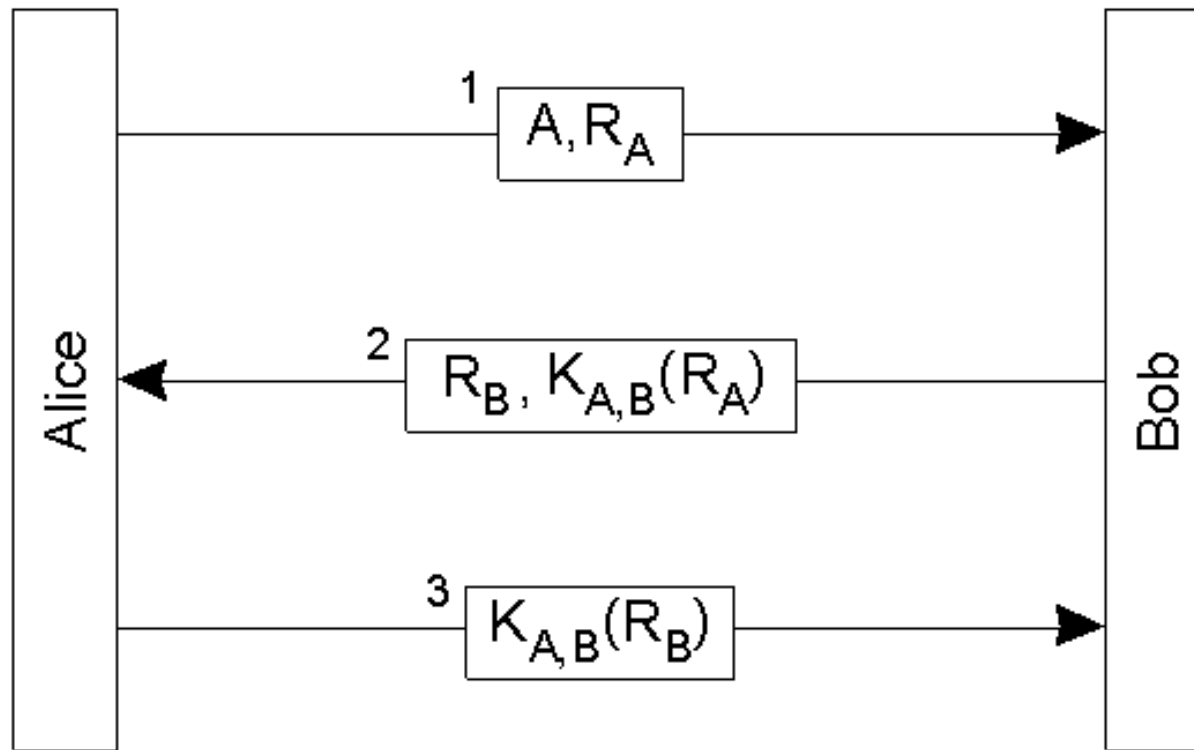 1
A, R_A
2
R_B, K_A,B(R_A)
3
K_A,B(R_B)
Alice
Bob